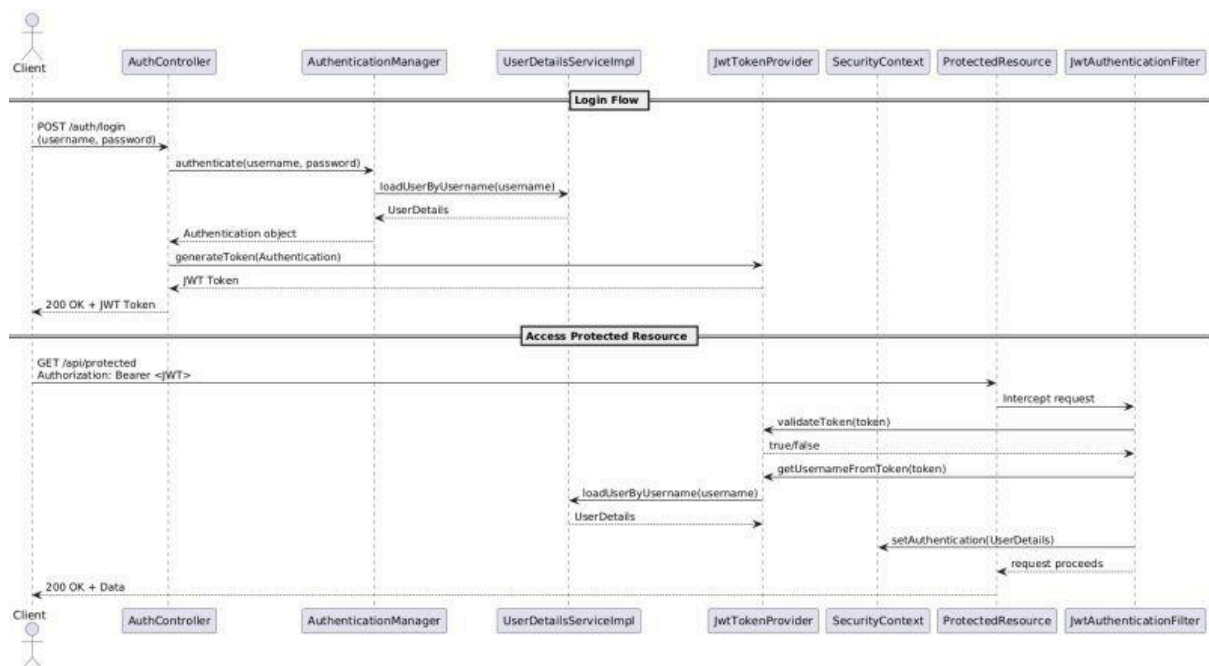 Client
AuthController
AuthenticationManager
UserDetailsServiceImpl
JwtTokenProvider
SecurityContext
ProtectedResource
JwtAuthenticationFilter
Login Flow
POST /auth/login
(username, password)
authenticate(username, password)
loadUserByUsername(username)
UserDetails
Authentication object
generateToken(Authentication)
JWT Token
200 OK + JWT Token
Access Protected Resource
GET /api/protected
Authorization: Bearer <JWT>
Intercept request
validateToken(token)
true/false
getUsernameFromToken(token)
loadUserByUsername(username)
UserDetails
setAuthentication(UserDetails)
request proceeds
200 OK + Data
Client
AuthController
AuthenticationManager
UserDetailsServiceImpl
JwtTokenProvider
SecurityContext
ProtectedResource
JwtAuthenticationFilter